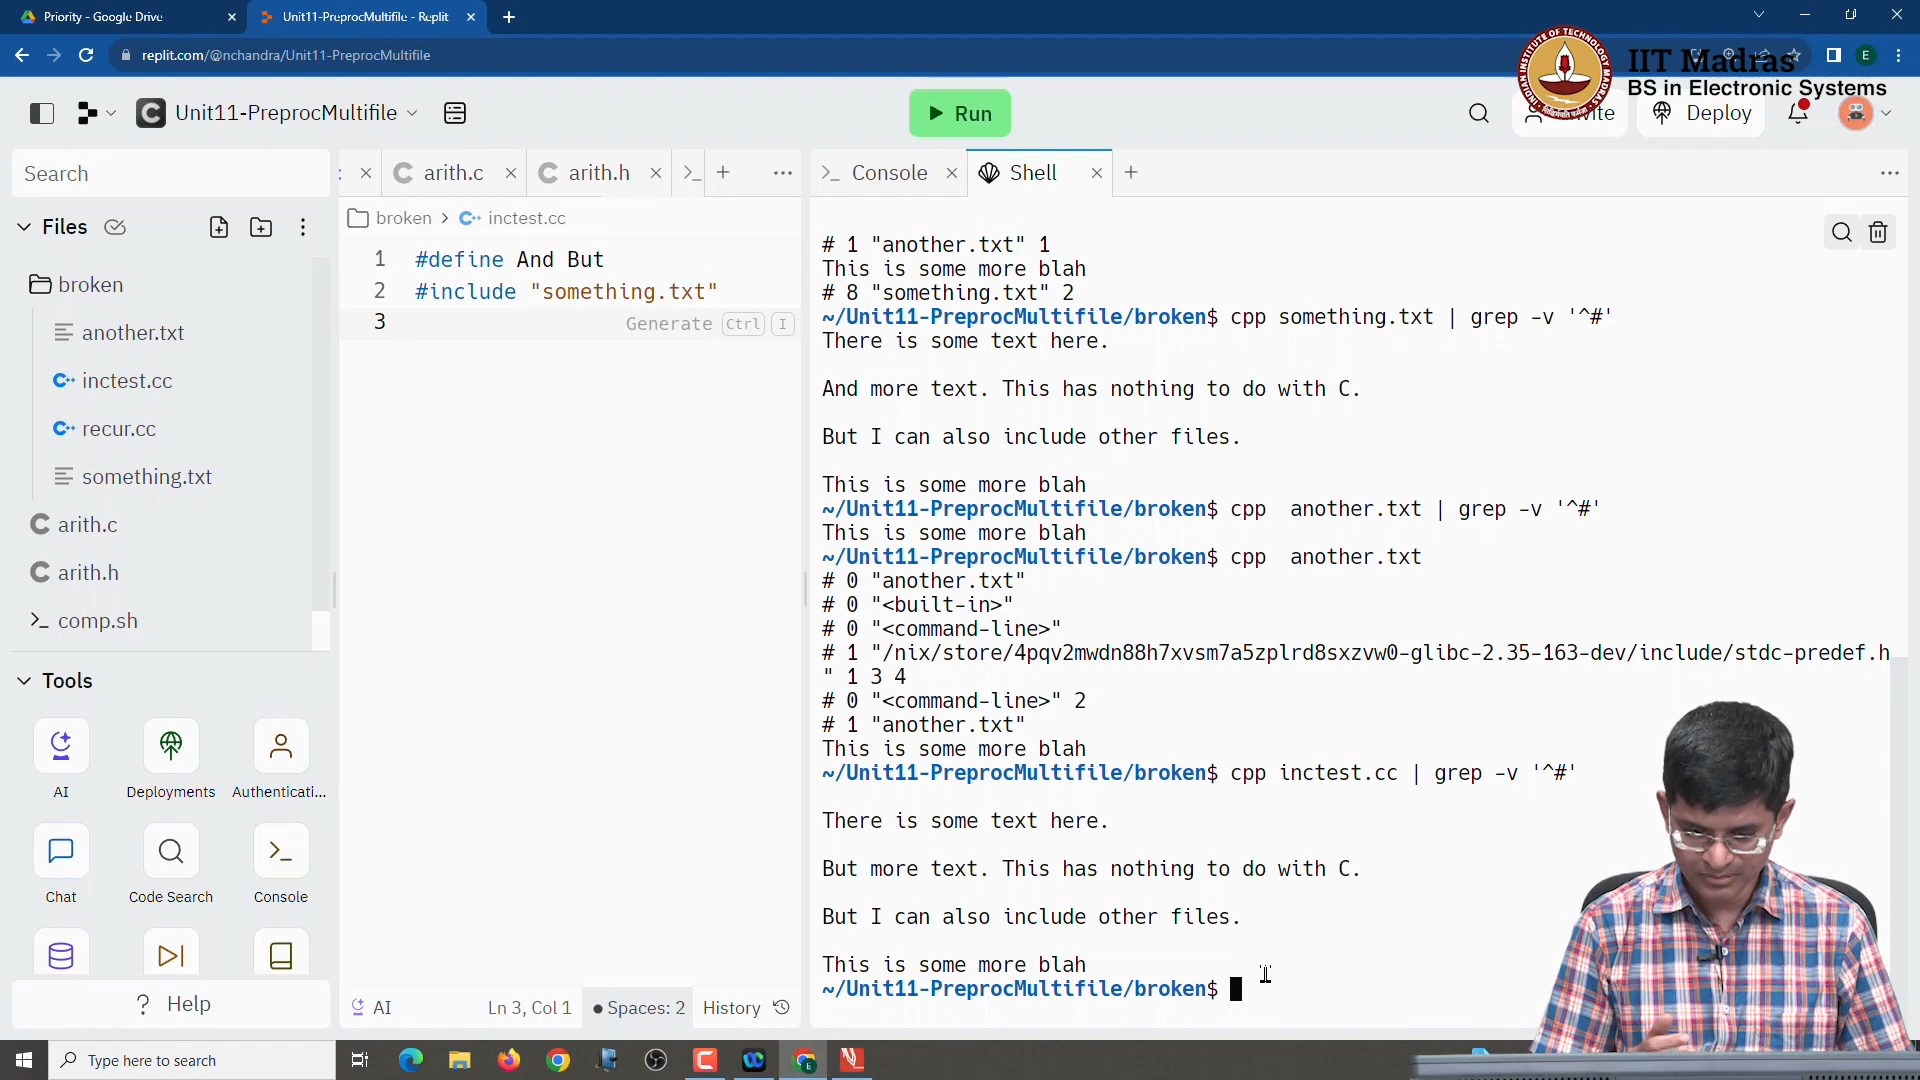 Priority - Google Drive
Unit11-PreprocMultifile - Replit
replit.com/@nchandra/Unit11-PreprocMultifile
E
IIT Madras
BS in Electronic Systems
Unit11-PreprocMultifile
Run
Deploy
Search
Files
broken
another.txt
inctest.cc
recur.cc
something.txt
arith.c
arith.h
comp.sh
Tools
AI
Deployments
Authenticati...
Chat
Code Search
Console
Help
arith.c
arith.h
broken > inctest.cc
1 #define And But
2 #include "something.txt"
3
Generate Ctrl I
AI
Ln 3, Col 1
Spaces: 2
History
Console
Shell
# 1 "another.txt" 1
This is some more blah
# 8 "something.txt" 2
~/Unit11-PreprocMultifile/broken$ cpp something.txt | grep -v '^#'
There is some text here.
And more text. This has nothing to do with C.
But I can also include other files.
This is some more blah
~/Unit11-PreprocMultifile/broken$ cpp  another.txt | grep -v '^#'
This is some more blah
~/Unit11-PreprocMultifile/broken$ cpp  another.txt
# 0 "another.txt"
# 0 "<built-in>"
# 0 "<command-line>"
# 1 "/nix/store/4pqv2mwdn88h7xvsm7a5zplrd8sxzvw0-glibc-2.35-163-dev/include/stdc-predef.h
" 1 3 4
# 0 "<command-line>" 2
# 1 "another.txt"
This is some more blah
~/Unit11-PreprocMultifile/broken$ cpp inctest.cc | grep -v '^#'
There is some text here.
But more text. This has nothing to do with C.
But I can also include other files.
This is some more blah
~/Unit11-PreprocMultifile/broken$
Type here to search